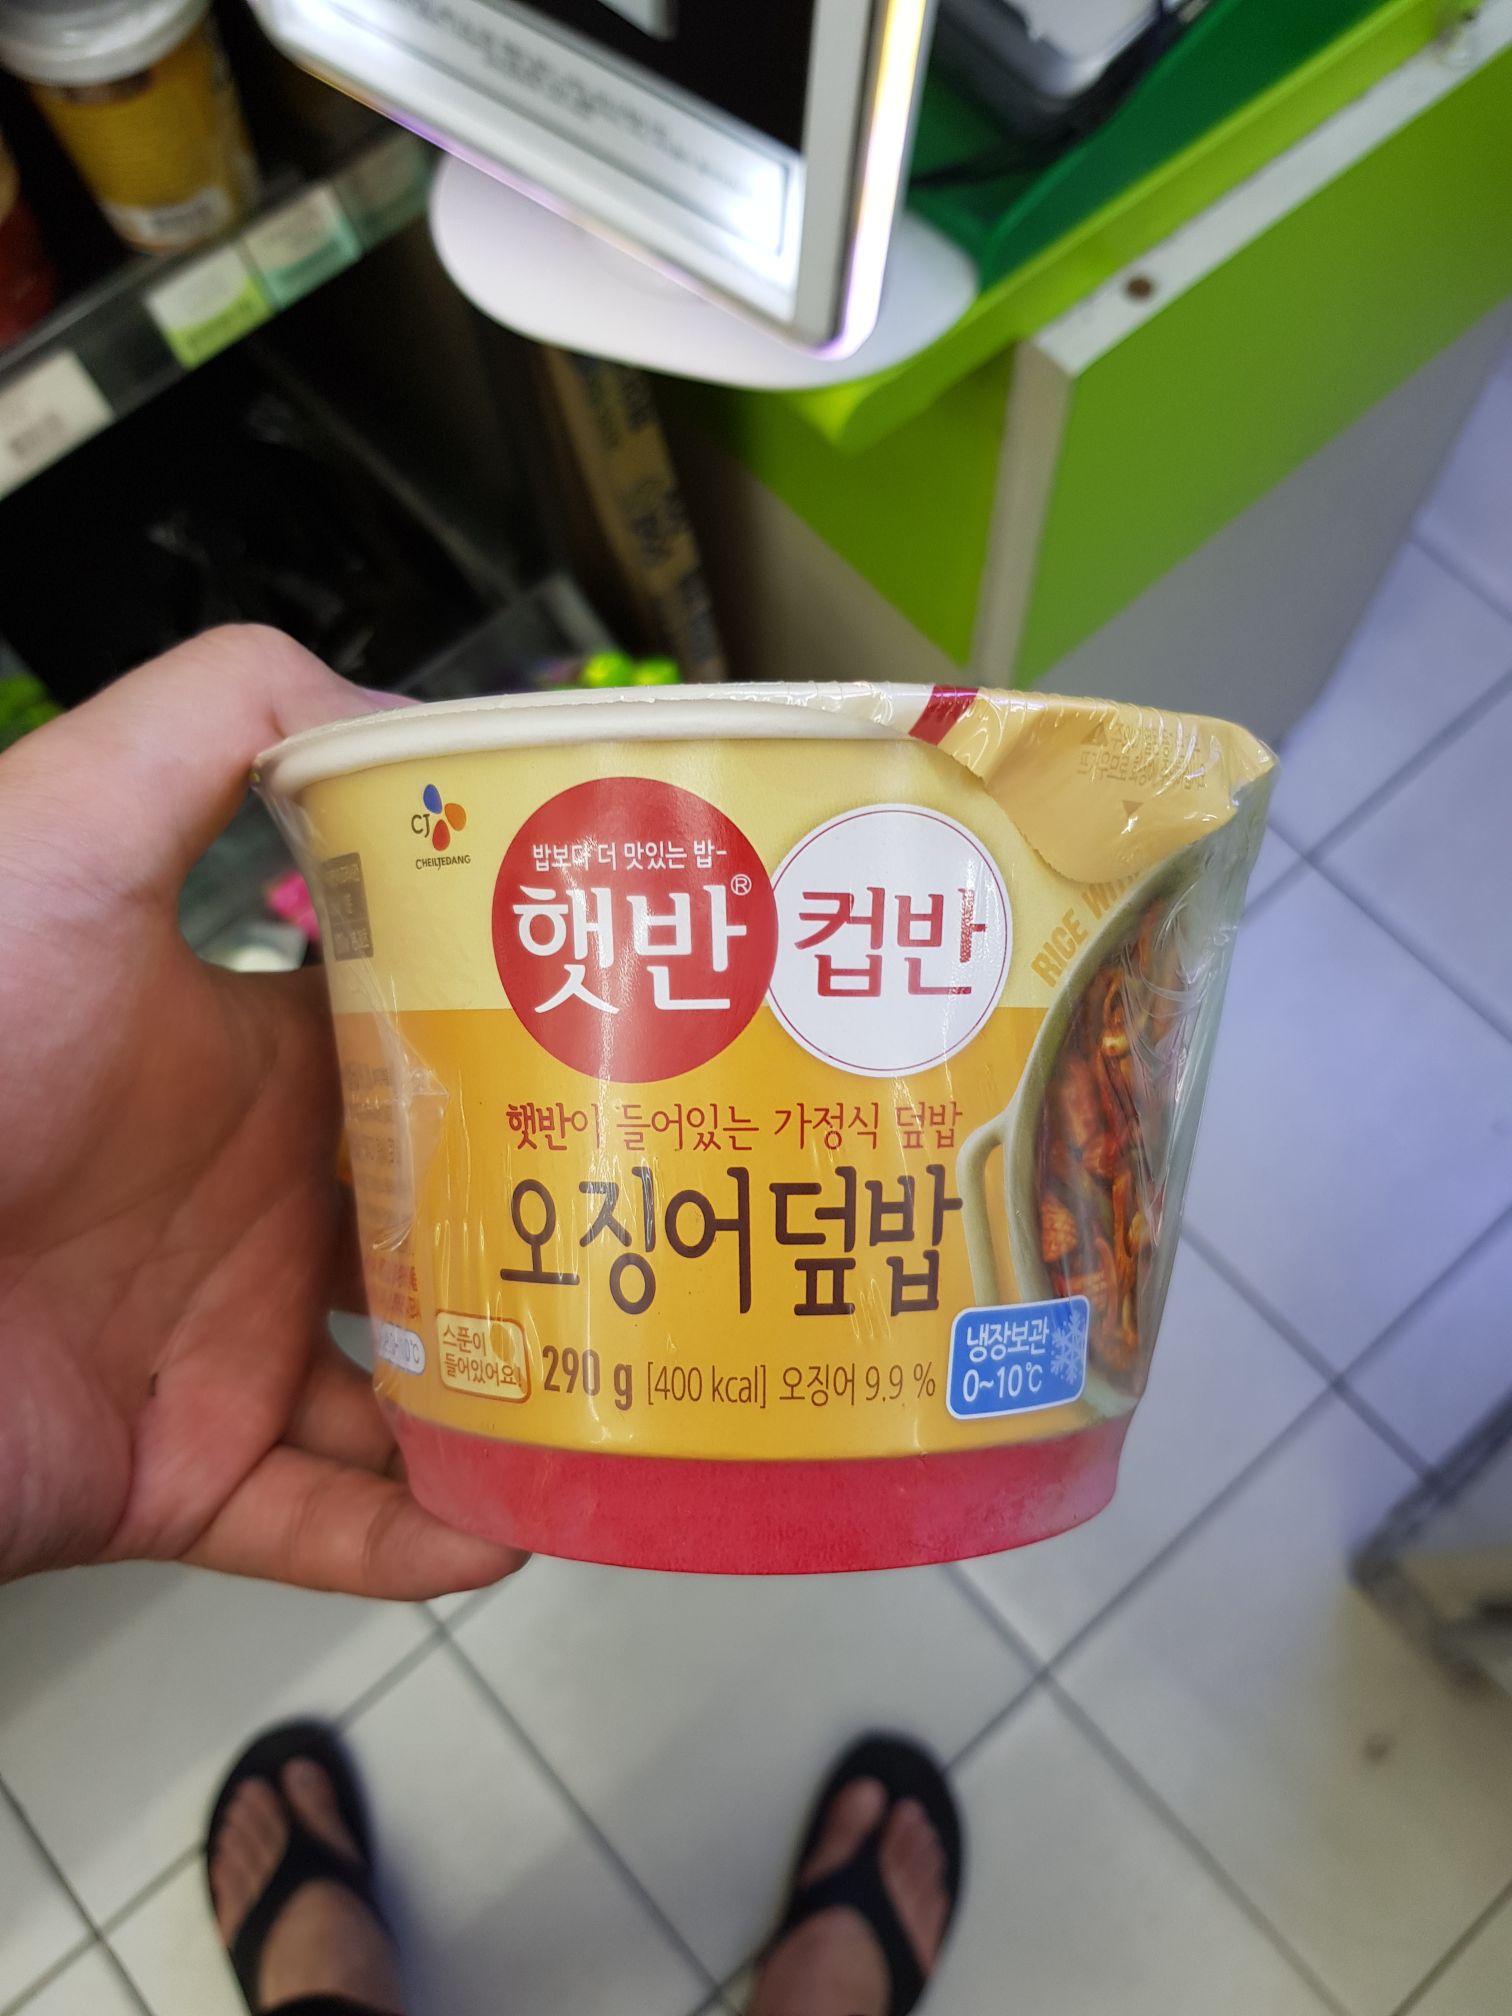 CJ
CHEILJEDANG
밥보다 더 맛있는 밥-
햇반®
컵반
RICE WITH
햇반이 들어있는 가정식 덮밥
오징어덮밥
스푼이
들어있어요!
290 g [400 kcal] 오징어 9.9 %
냉장보관
0~10℃